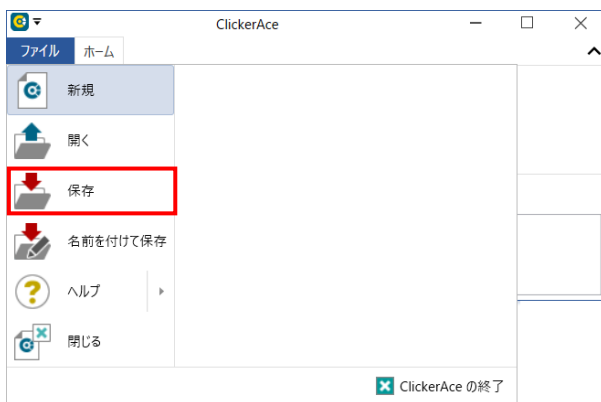 ClickerAce
ファイル ホーム
新規
開く
保存
名前を付けて保存
ヘルプ
閉じる
ClickerAce の終了